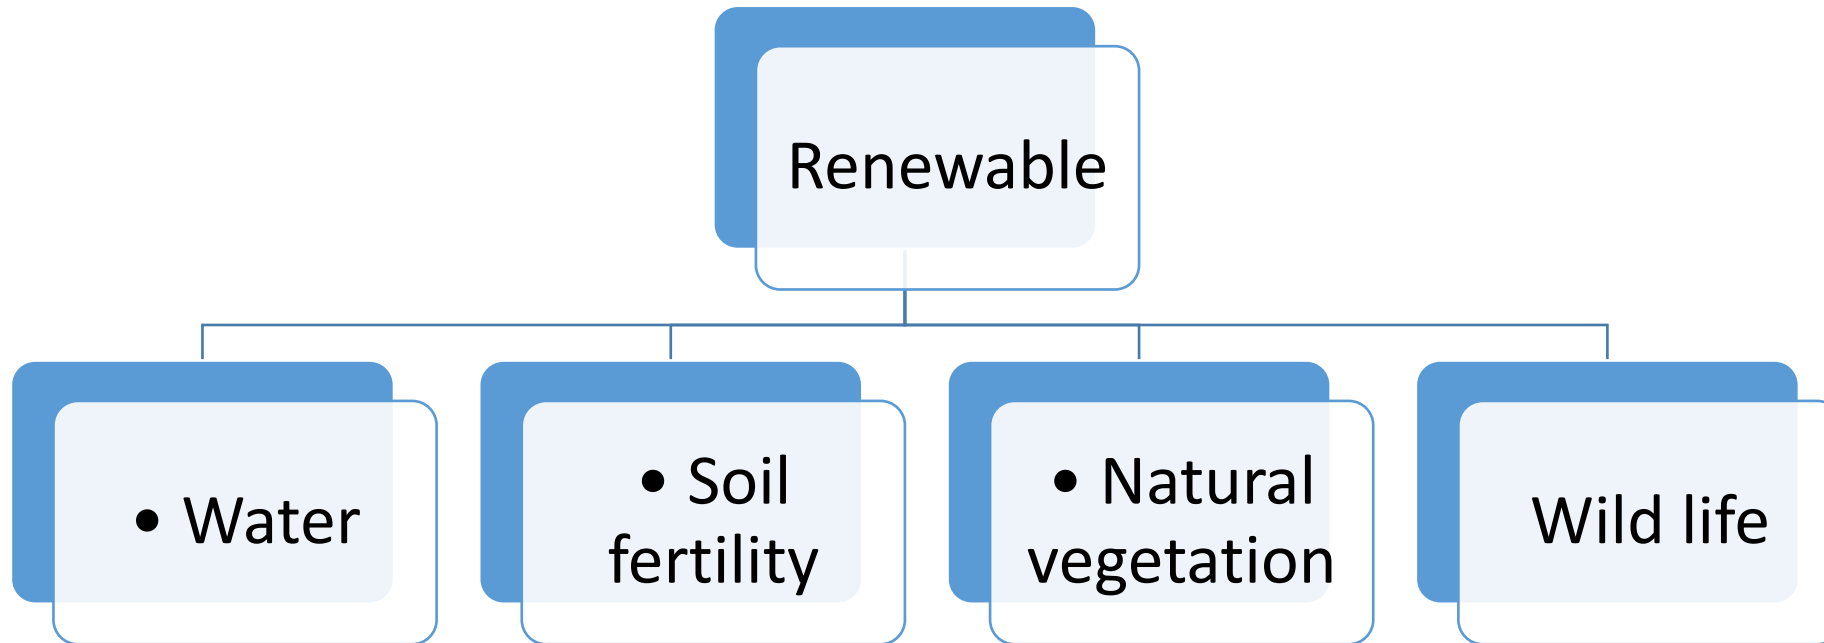 Renewable
• Water
• Soil
fertility
• Natural
vegetation
Wild life